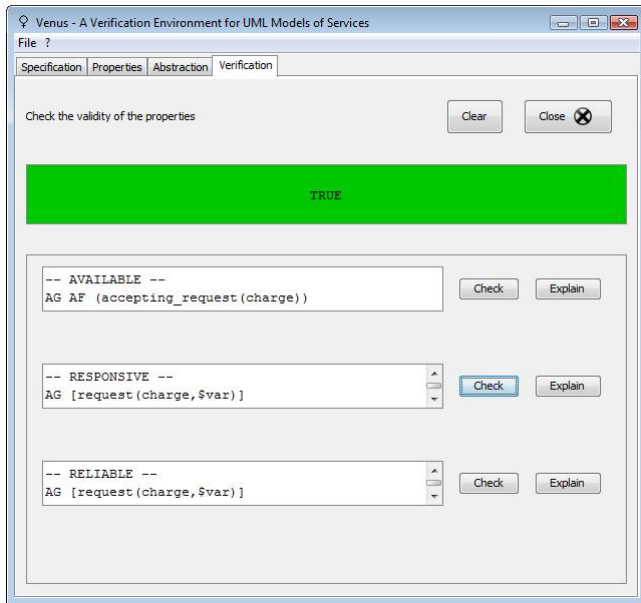 Venus - A Verification Environment for UML Models of Services
File ?
Specification Properties Abstraction Verification
Check the validity of the properties Clear Close
TRUE
-- AVAILABLE --
AG AF (accepting_request(charge)) Check Explain
-- RESPONSIVE --
AG [request(charge,$var)] Check Explain
-- RELIABLE --
AG [request(charge,$var)] Check Explain